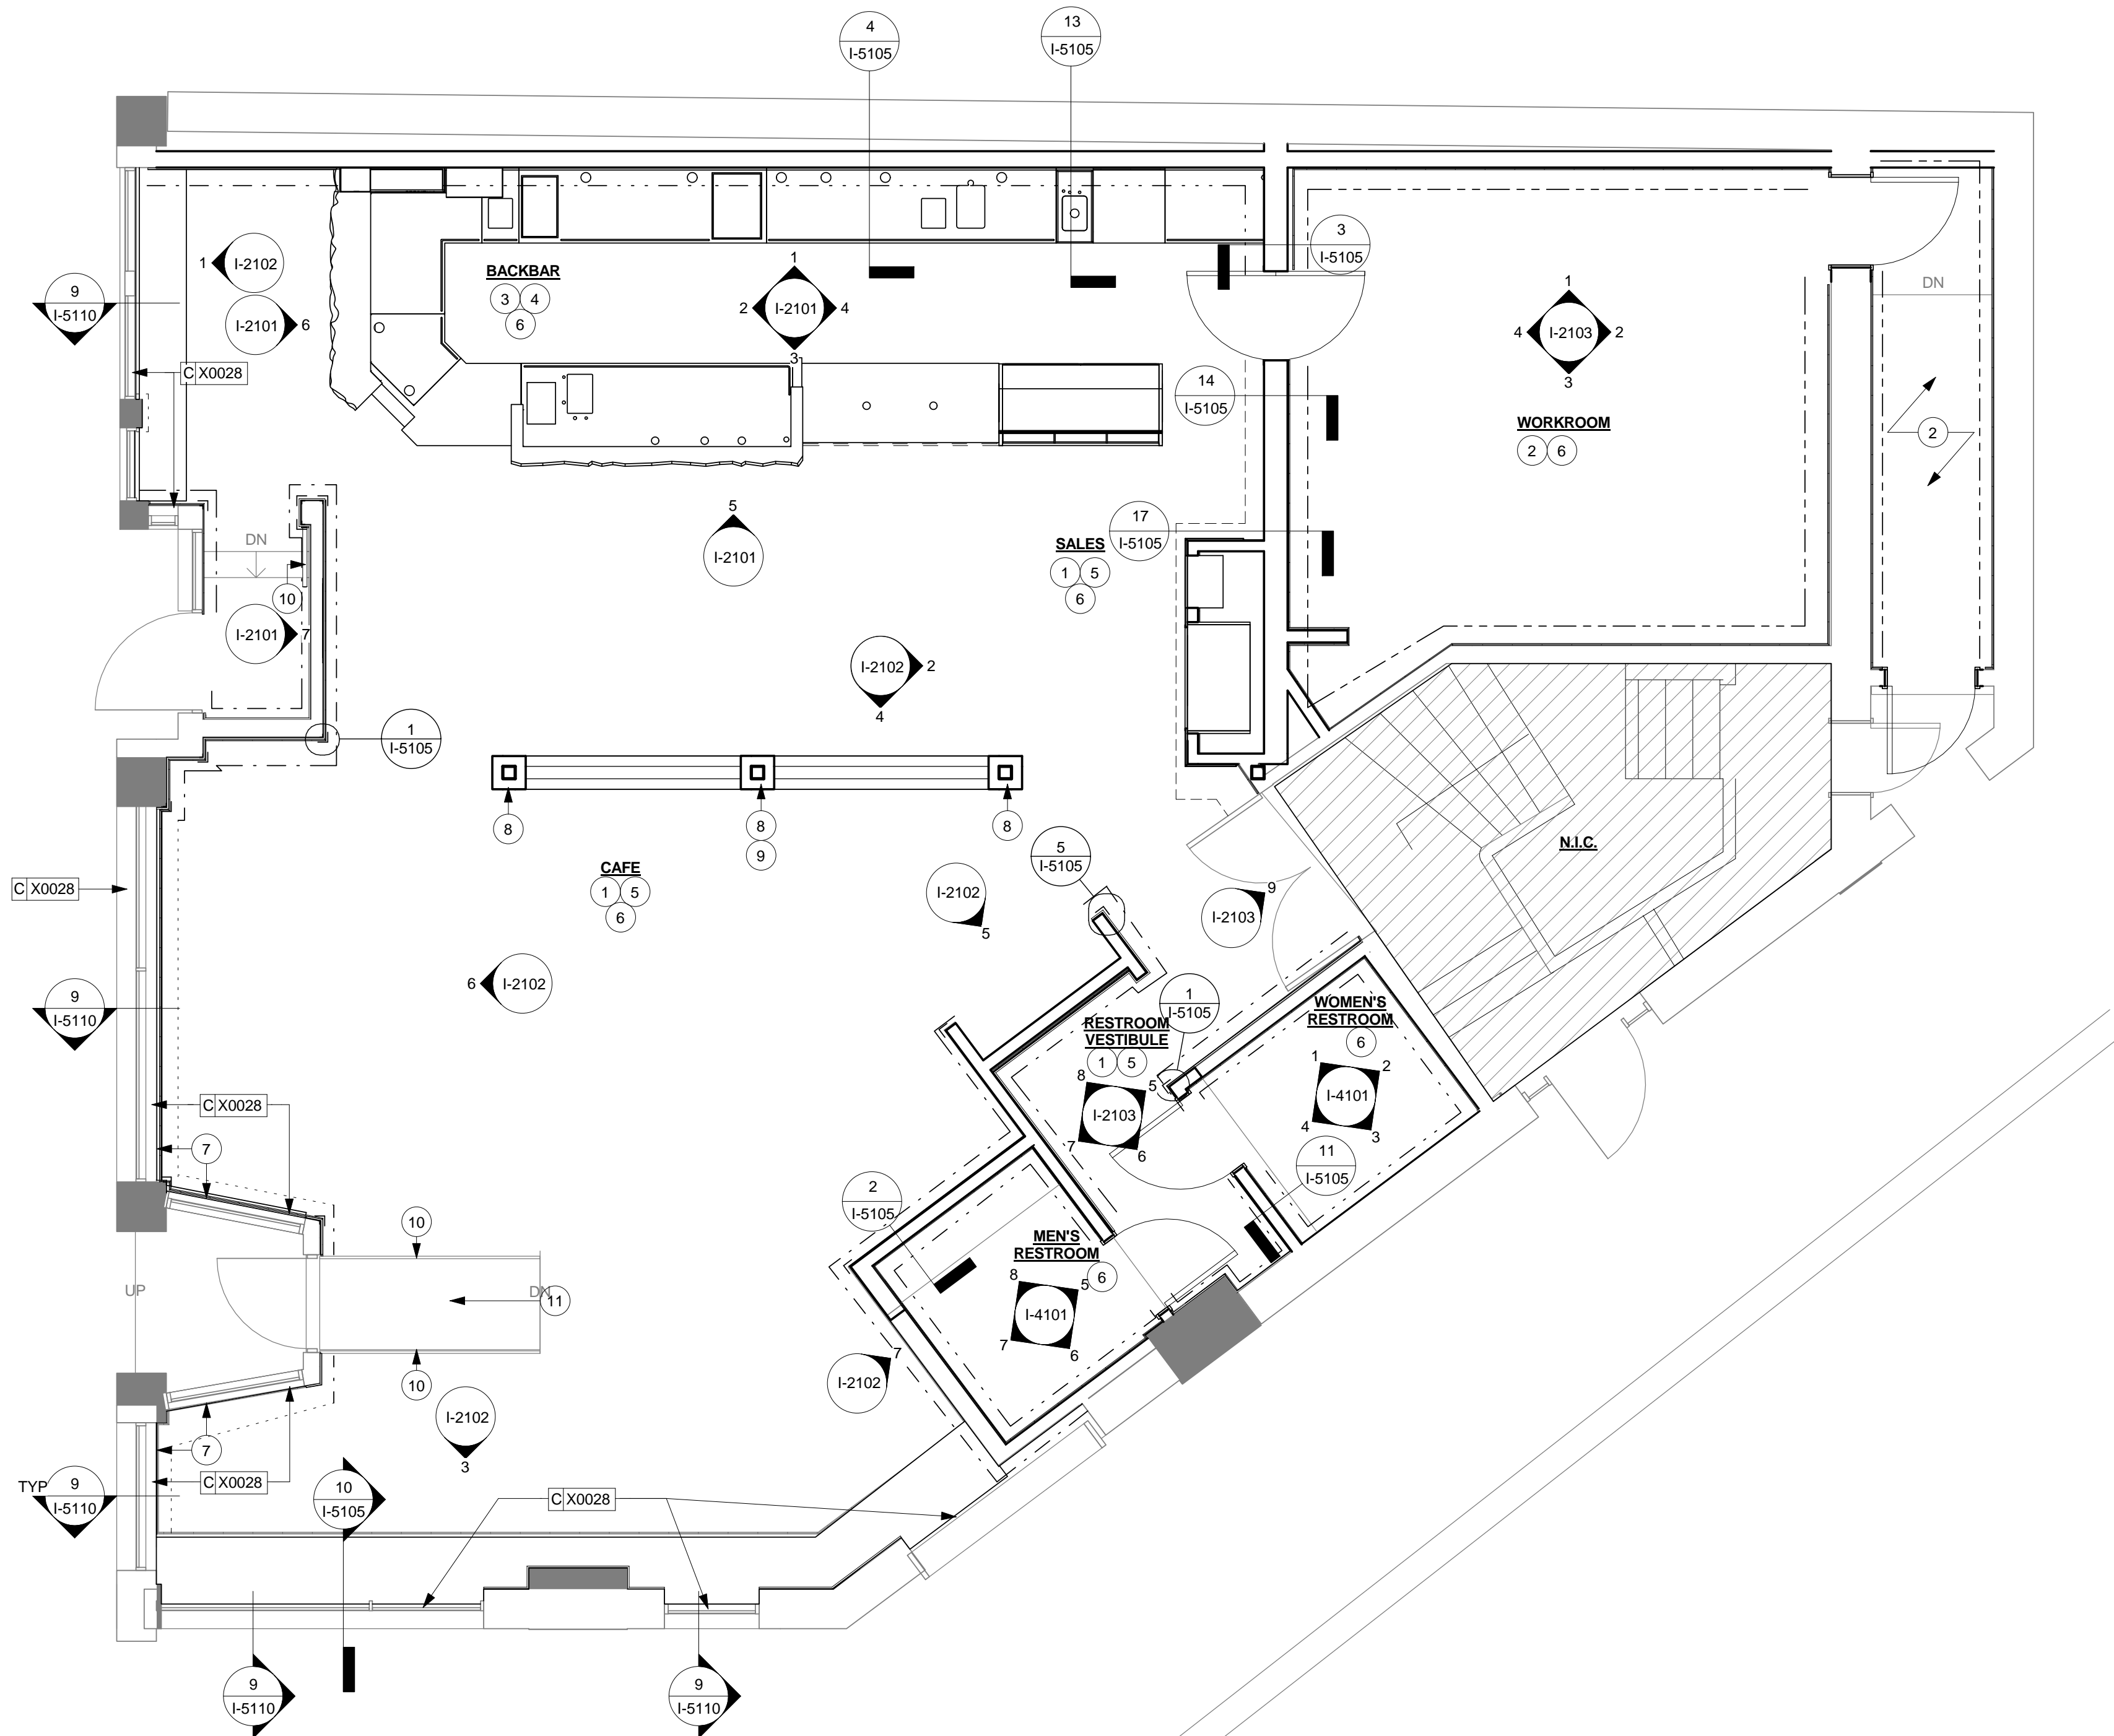 4
I-5105
13
I-5105
3
I-5105
1
I-2102
I-2101
6
9
I-5110
C X0028
BACKBAR
3 4
6
1
2 I-2101 4
3
1
4 I-2103 2
3
14
I-5105
WORKROOM
2 6
DN
2
5
I-2101
17
I-5105
SALES
1 5
6
DN
10
I-2101
7
I-2102 2
4
1
I-5105
8
8
9
8
N.I.C.
CAFE
1 5
6
C X0028
5
I-5105
I-2102
5
9
I-2103
6 I-2102
9
I-5110
1
I-5105
WOMEN'S
RESTROOM
6
RESTROOM
VESTIBULE
1 5
8 5
I-2103
7 6
1 2
I-4101
4 3
11
I-5105
C X0028
7
2
I-5105
10
MEN'S
RESTROOM
6
8 5
I-4101
7 6
UP
DN
11
10
7
I-2102
I-2102
3
7
C X0028
TYP
9
I-5110
10
I-5105
C X0028
9
I-5110
9
I-5110